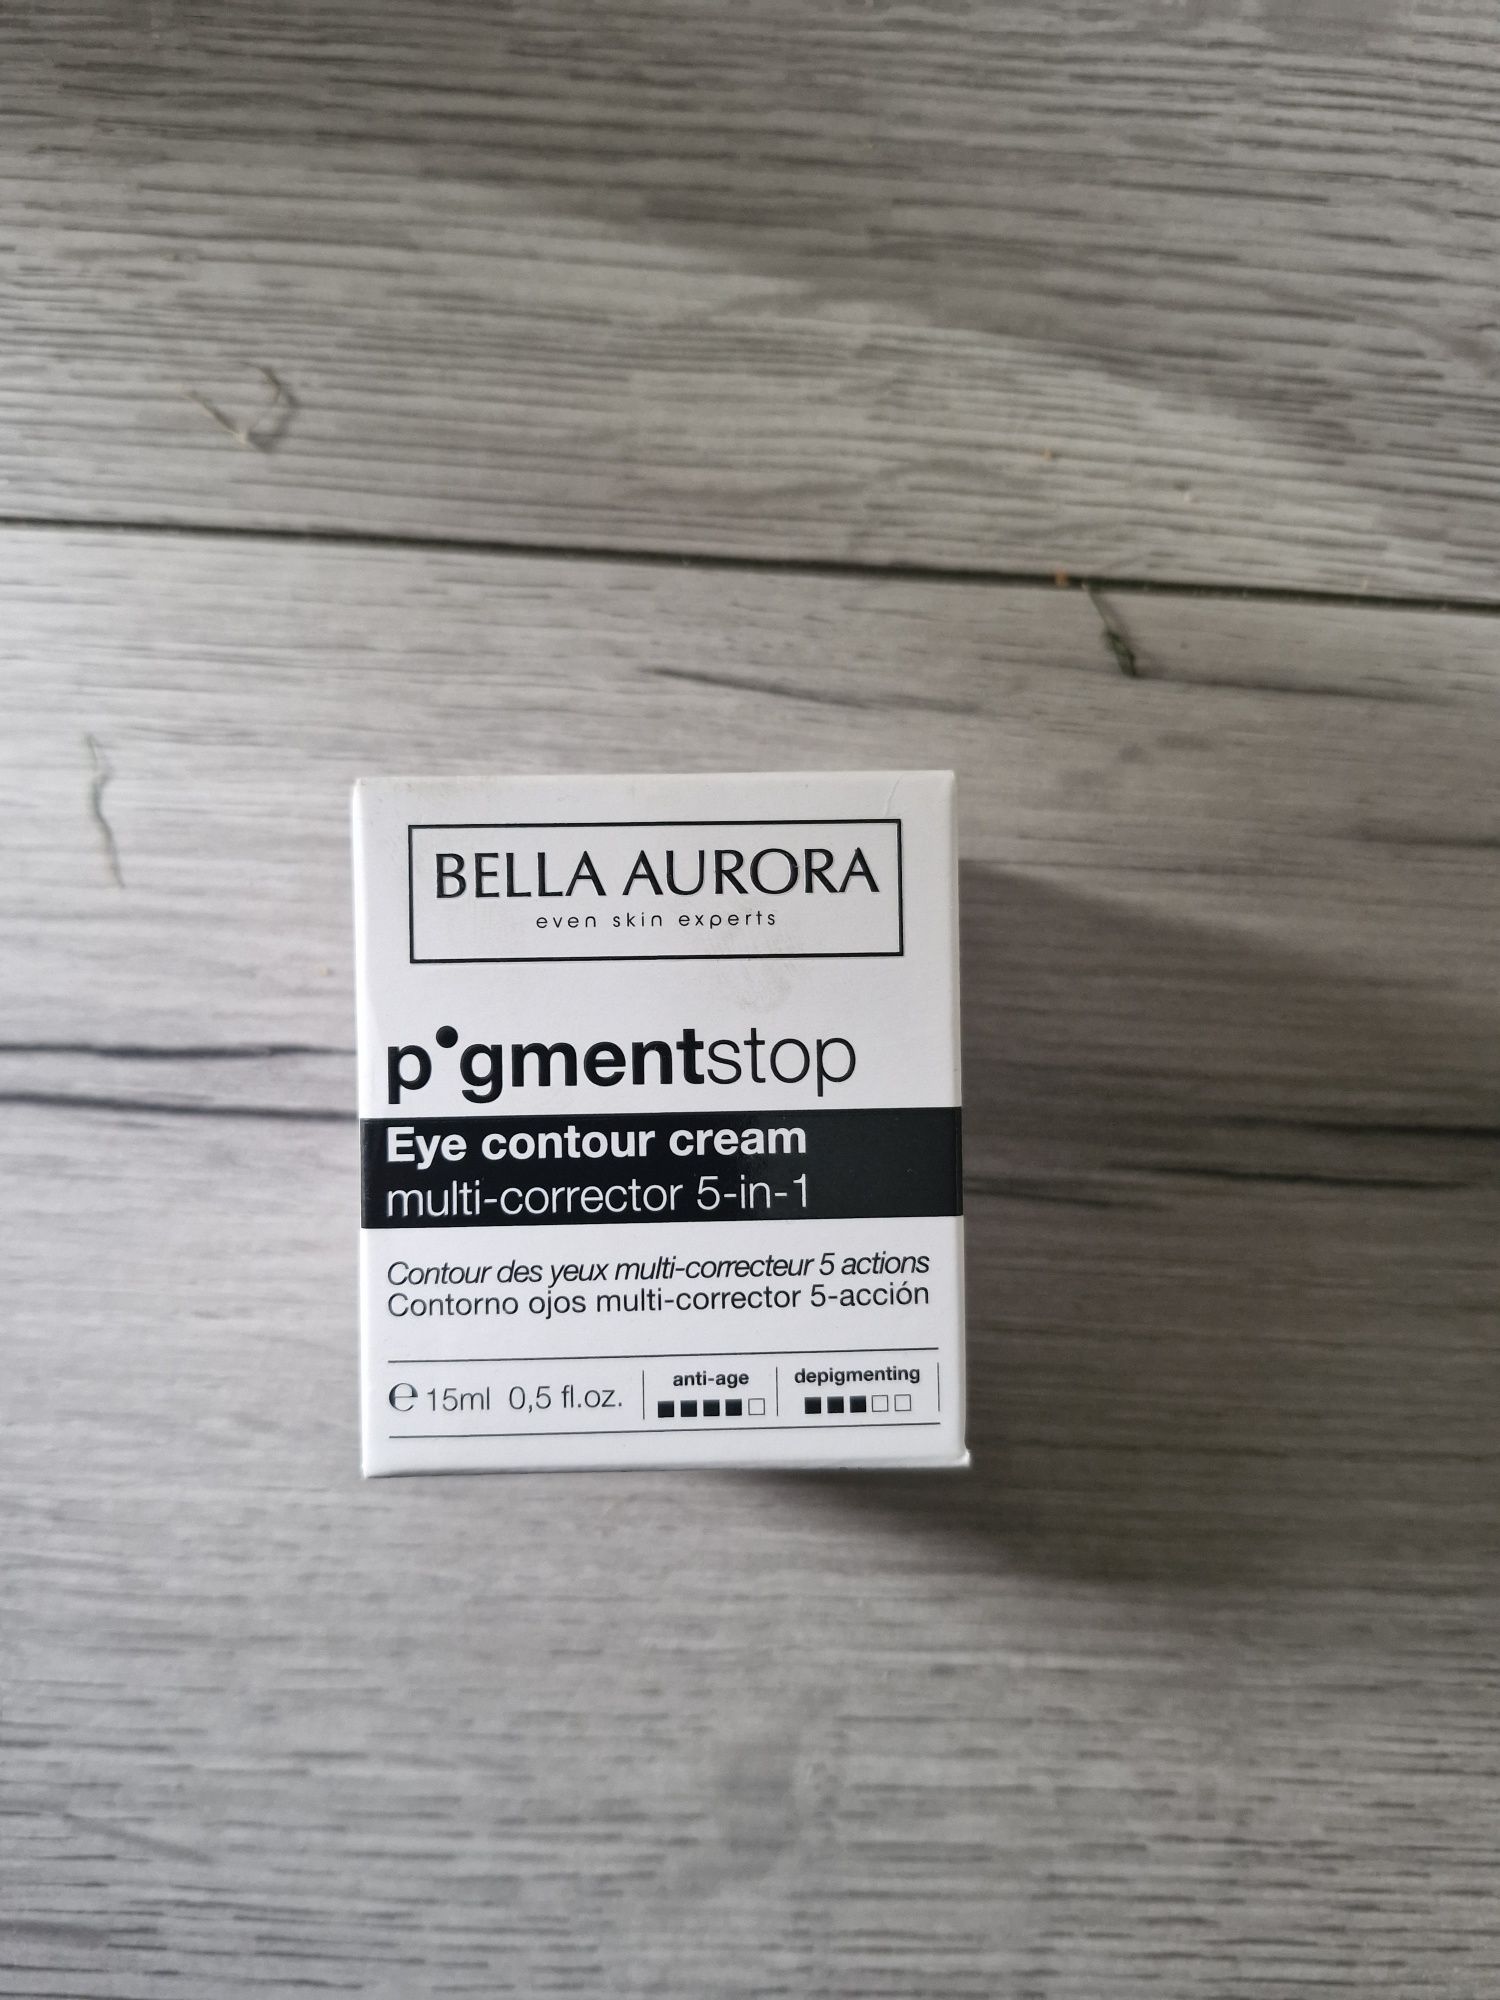 BELLA AURORA
even skin experts
pigmentstop
Eye contour cream
multi-corrector 5-in-1
Contour des yeux multi-correcteur 5 actions
Contorno ojos multi-corrector 5-acción
℮ 15ml 0,5 fl.oz.
anti-age
depigmenting